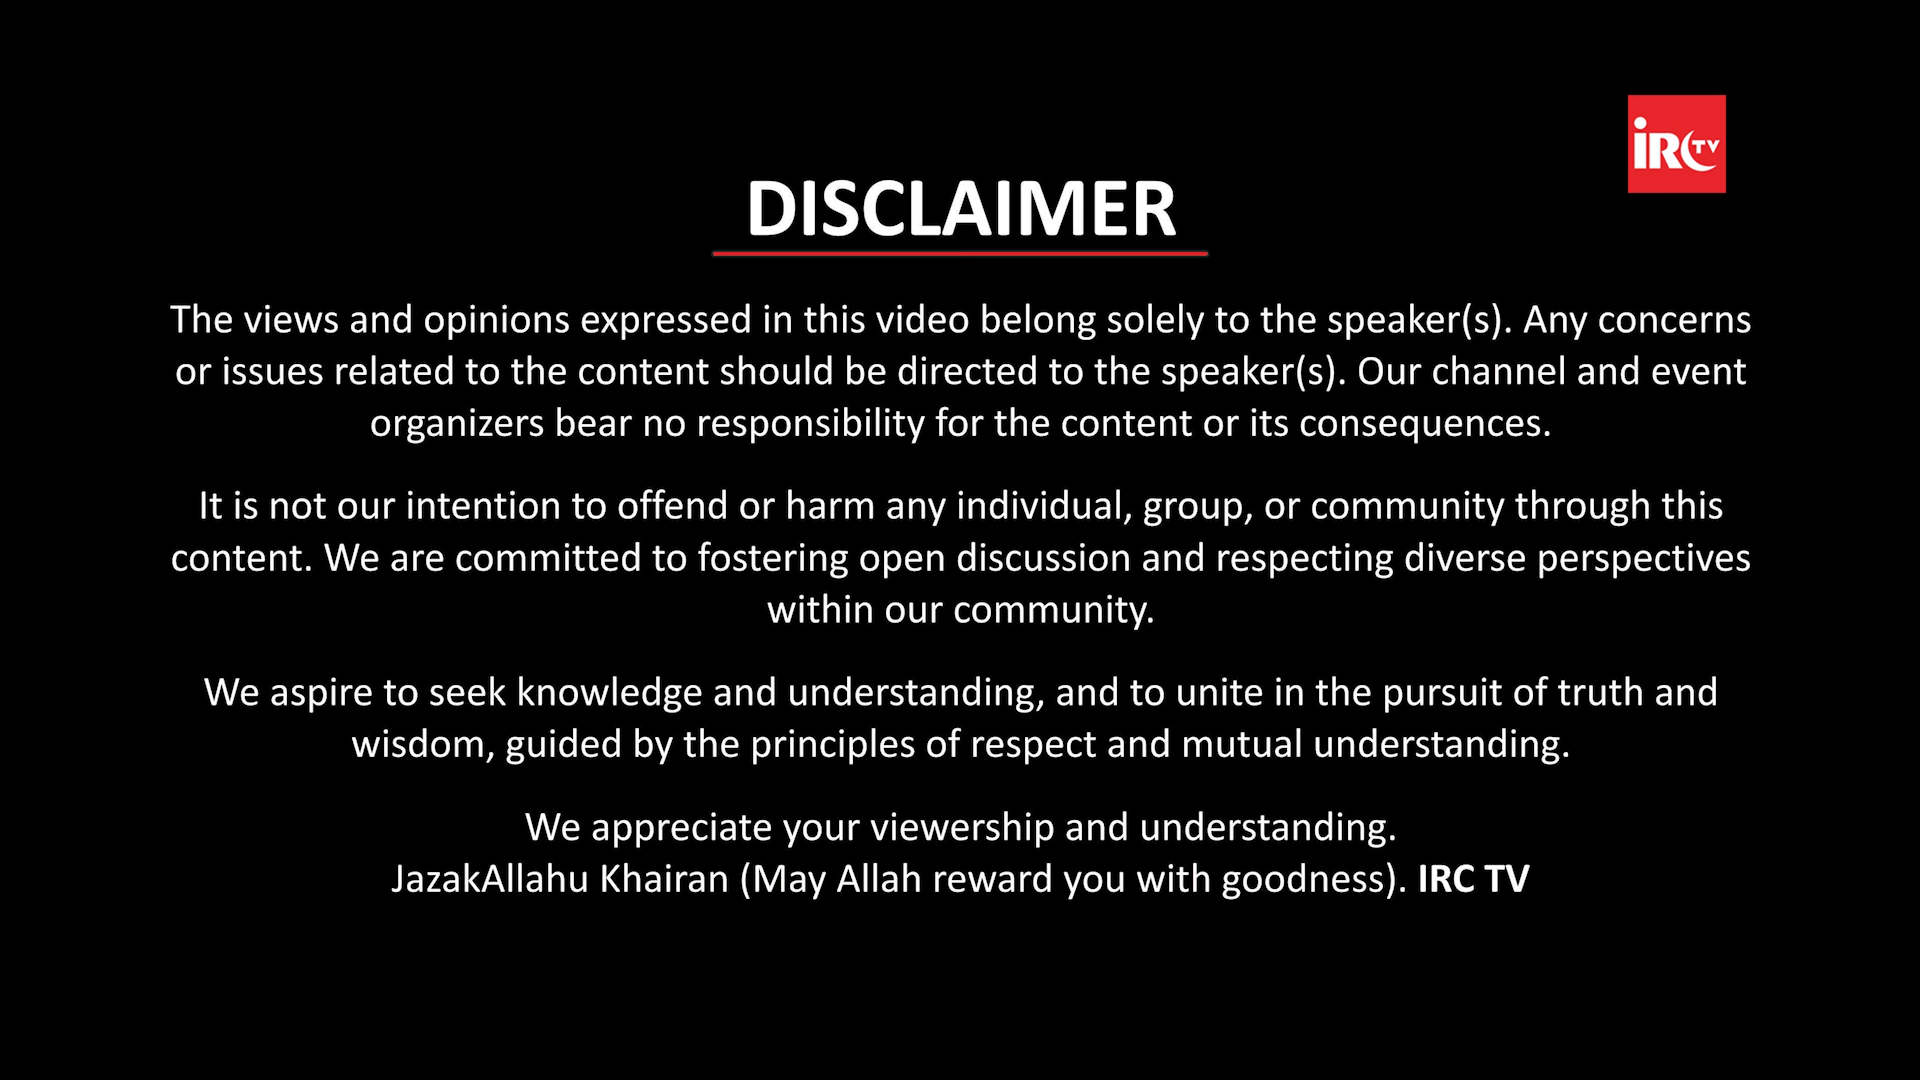 iRC TV
DISCLAIMER
The views and opinions expressed in this video belong solely to the speaker(s). Any concerns
or issues related to the content should be directed to the speaker(s). Our channel and event
organizers bear no responsibility for the content or its consequences.
It is not our intention to offend or harm any individual, group, or community through this
content. We are committed to fostering open discussion and respecting diverse perspectives
within our community.
We aspire to seek knowledge and understanding, and to unite in the pursuit of truth and
wisdom, guided by the principles of respect and mutual understanding.
We appreciate your viewership and understanding.
JazakAllahu Khairan (May Allah reward you with goodness). IRC TV